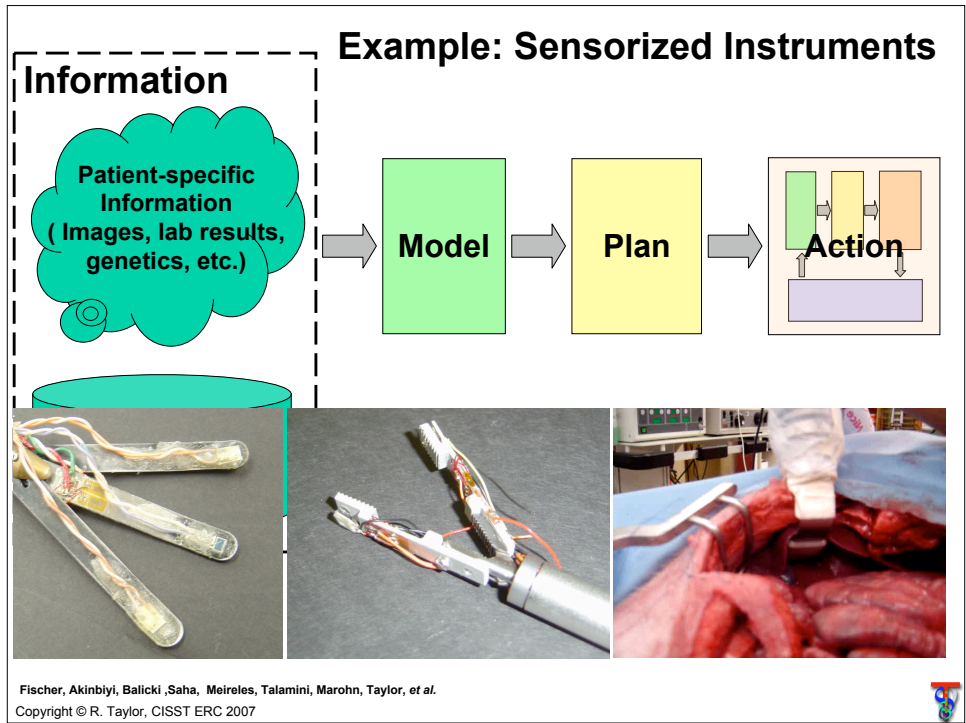 Example: Sensorized Instruments
Information
Patient-specific
Information
( Images, lab results,
genetics, etc.)
Model
Plan
Action
Fischer, Akinbiyi, Balicki ,Saha, Meireles, Talamini, Marohn, Taylor, et al.
Copyright © R. Taylor, CISST ERC 2007